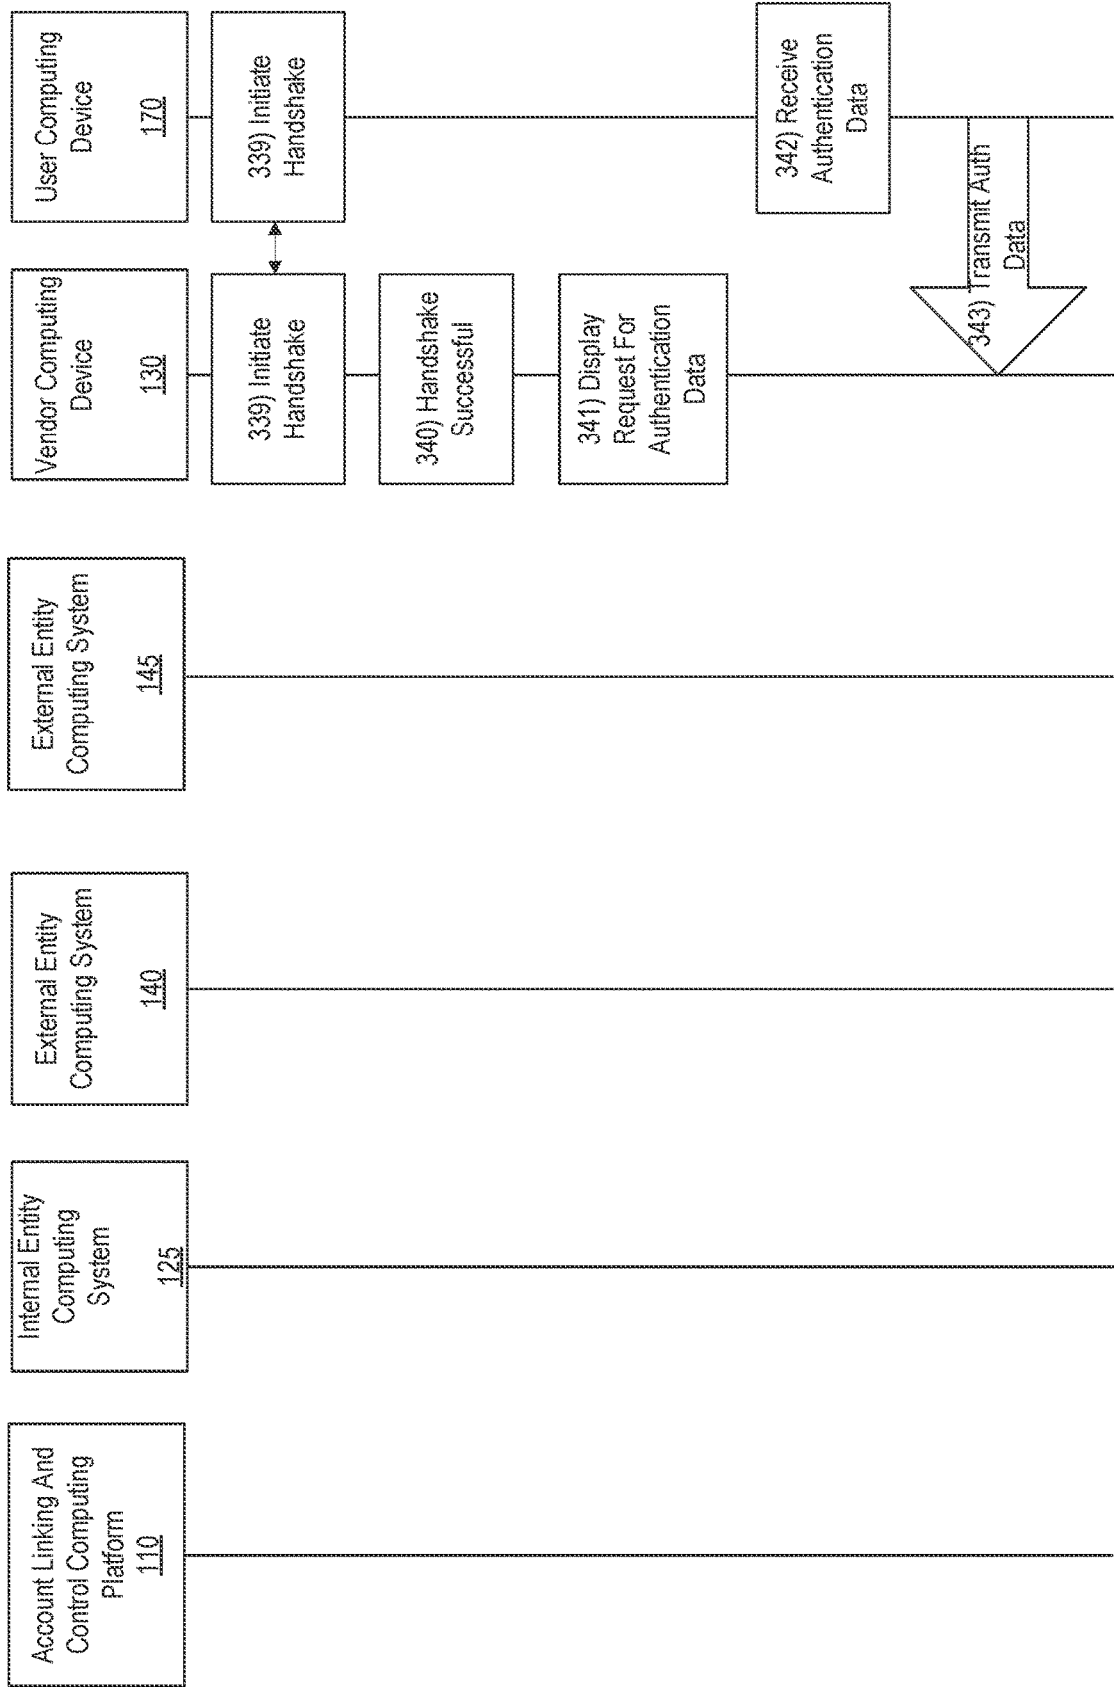 Account Linking And
Control Computing
Platform
110
Internal Entity
Computing
System
125
External Entity
Computing System
140
External Entity
Computing System
145
Vendor Computing
Device
130
User Computing
Device
170
339) Initiate
Handshake
339) Initiate
Handshake
340) Handshake
Successful
341) Display
Request For
Authentication
Data
342) Receive
Authentication
Data
343) Transmit Auth
Data